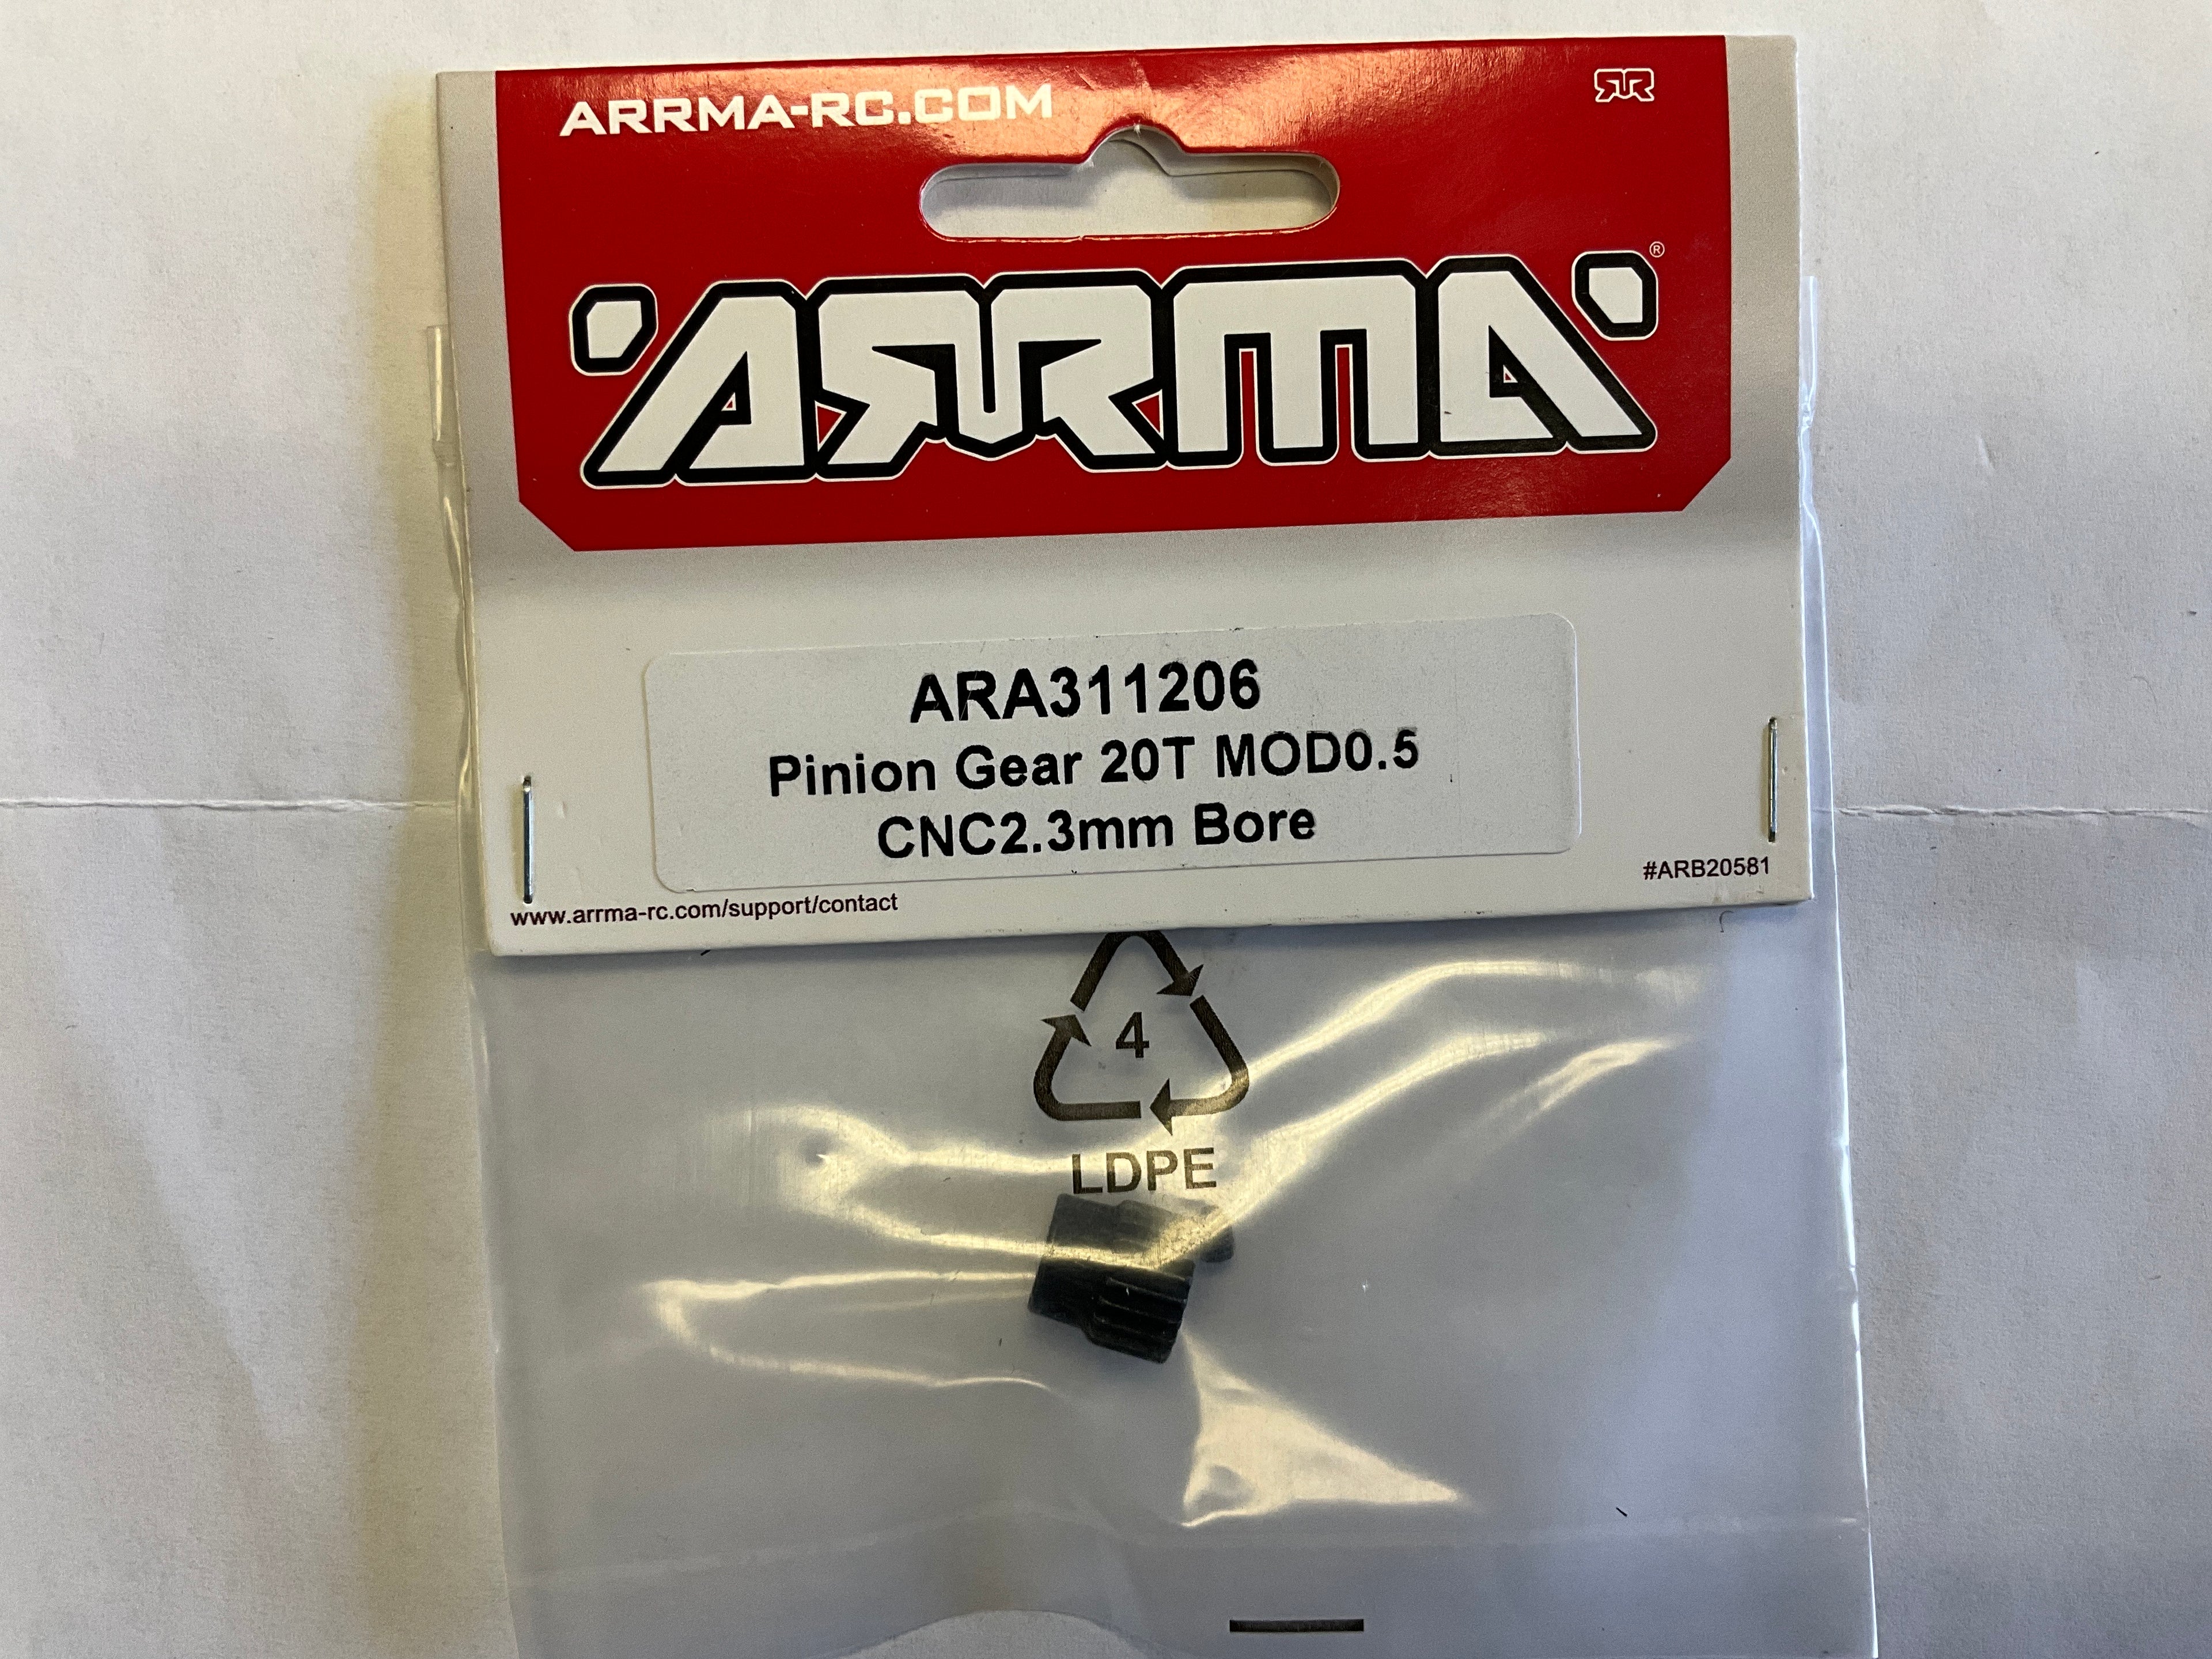 ARRMA-RC.COM
ARRMA®
ARA311206
Pinion Gear 20T MOD0.5
CNC2.3mm Bore
#ARB20581
www.arrma-rc.com/support/contact
4
LDPE